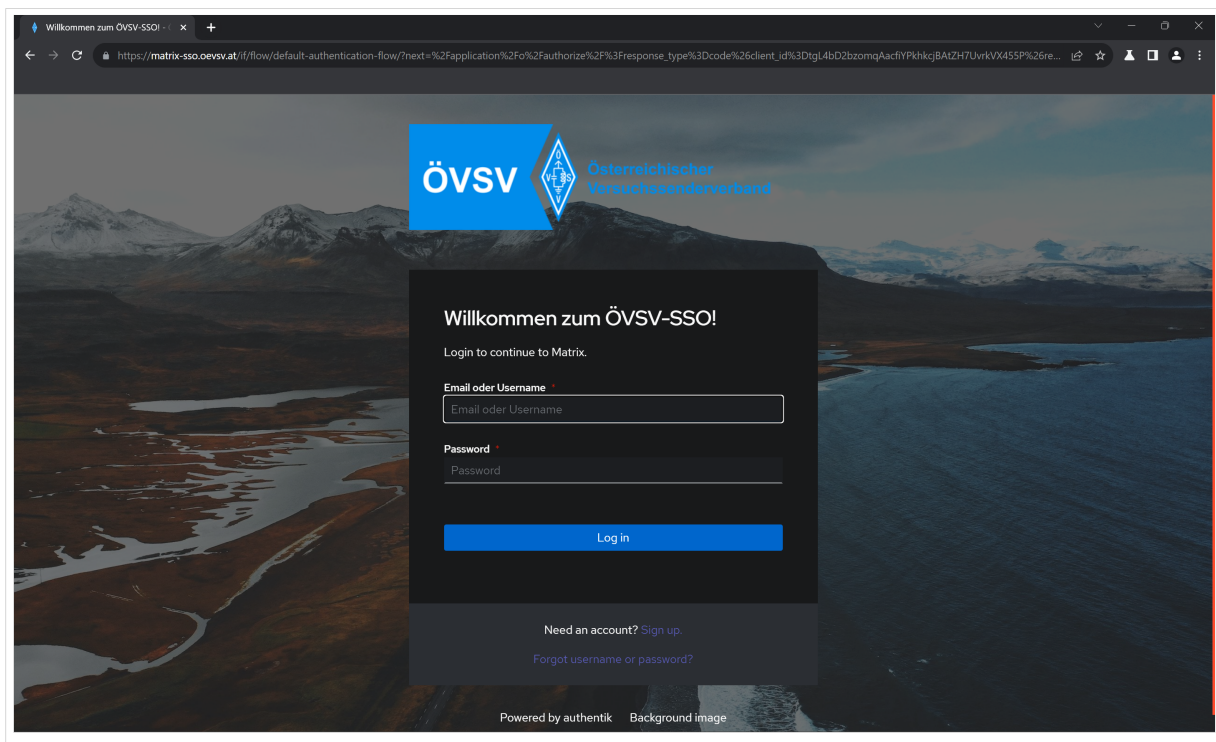 Willkommen zum ÖVSV-SSO! -
https://matrix-sso.oevsv.at/if/flow/default-authentication-flow/?next=%2Fapplication%2Fo%2Fauthorize%2F%3Fresponse_type%3Dcode%26client_id%3DtgL4bD2bzomqAacfiYPkhkcjBAtZH7UvrkVX455P%26re...
ÖVSV
O
V S
V
Österreichischer
Versuchssenderverband
Willkommen zum ÖVSV-SSO!
Login to continue to Matrix.
Email oder Username *
Email oder Username
Password *
Password
Log in
Need an account? Sign up.
Forgot username or password?
Powered by authentik Background image